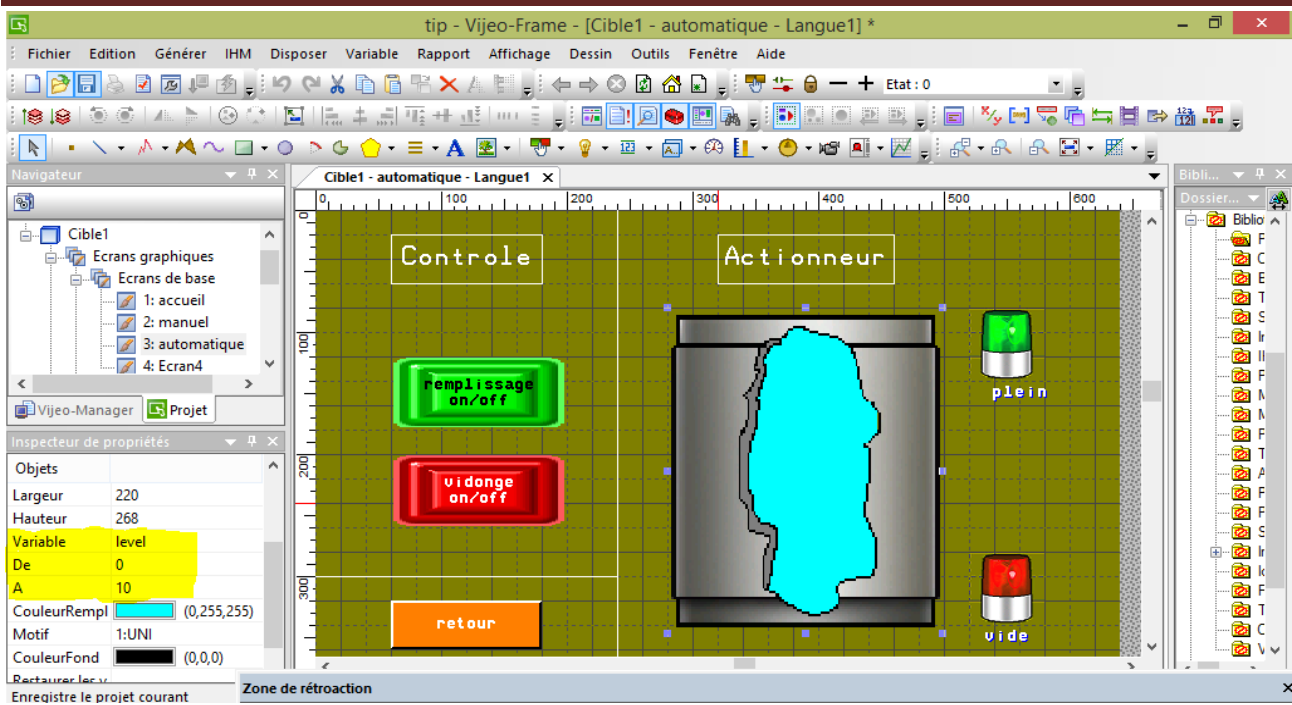 tip - Vijeo-Frame - [Cible1 - automatique - Langue1] *
Fichier Edition Générer IHM Disposer Variable Rapport Affichage Dessin Outils Fenêtre Aide
Etat : 0
Navigateur
Cible1 - automatique - Langue1
Bibli...
Dossier...
0 100 200 300 400 500 600
Cible1
Ecrans graphiques
Ecrans de base
1: accueil
2: manuel
3: automatique
4: Ecran4
Vijeo-Manager Projet
Inspecteur de propriétés
Objets
Largeur 220
Hauteur 268
Variable level
De 0
A 10
CouleurRempl (0,255,255)
Motif 1:UNI
CouleurFond (0,0,0)
Enregistre le projet courant
0
100
200
300
Controle
Actionneur
remplissage
on/off
vidonge
on/off
retour
plein
vide
Biblio
Zone de rétroaction